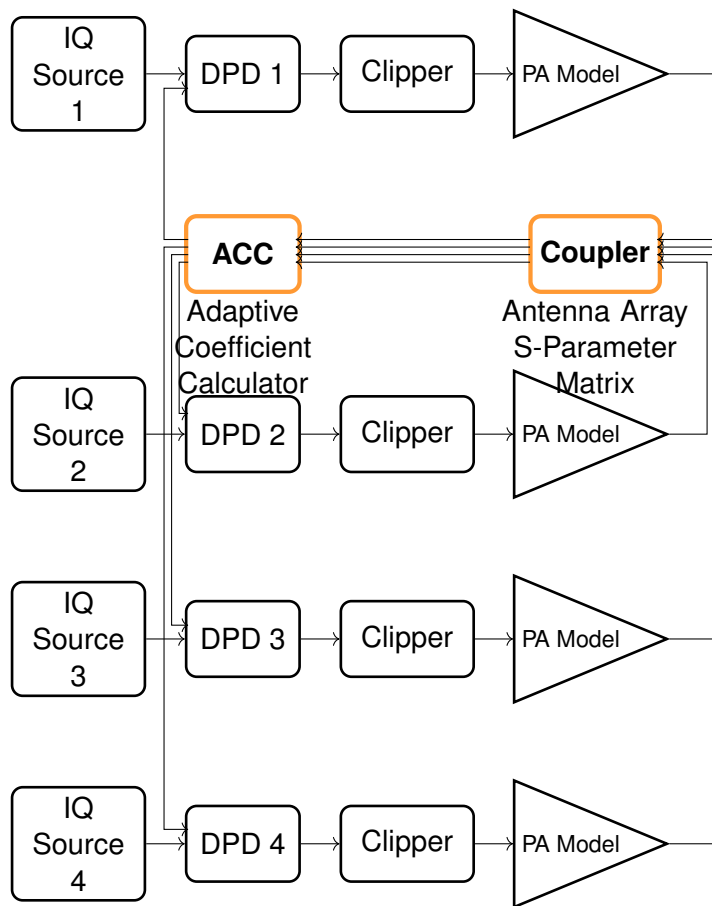 IQ
Source
1
DPD 1
Clipper
PA Model
ACC
Adaptive
Coefficient
Calculator
Coupler
Antenna Array
S-Parameter
Matrix
IQ
Source
2
DPD 2
Clipper
PA Model
IQ
Source
3
DPD 3
Clipper
PA Model
IQ
Source
4
DPD 4
Clipper
PA Model